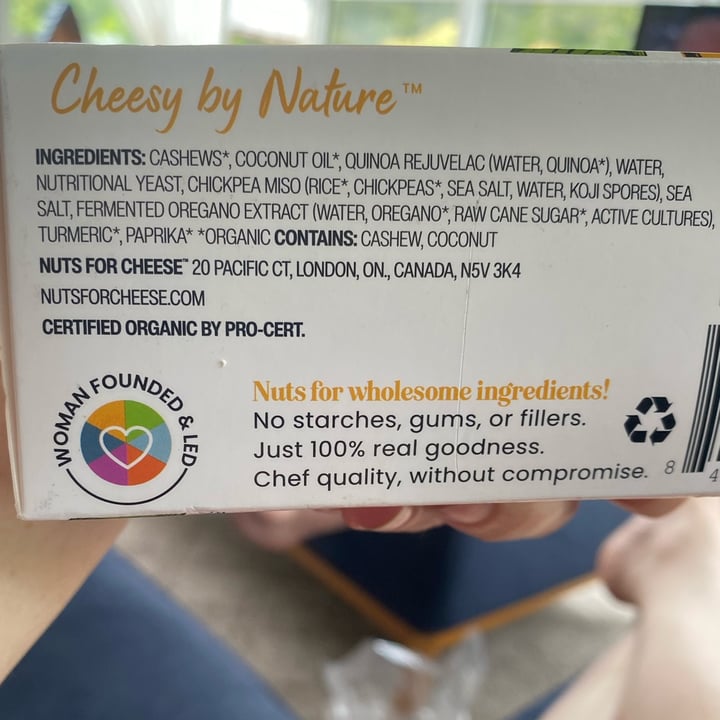 Cheesy by Nature™
INGREDIENTS: CASHEWS*, COCONUT OIL*, QUINOA REJUVELAC (WATER, QUINOA*), WATER,
NUTRITIONAL YEAST, CHICKPEA MISO (RICE*, CHICKPEAS*, SEA SALT, WATER, KOJI SPORES), SEA
SALT, FERMENTED OREGANO EXTRACT (WATER, OREGANO*, RAW CANE SUGAR*, ACTIVE CULTURES),
TURMERIC*, PAPRIKA* *ORGANIC CONTAINS: CASHEW, COCONUT
NUTS FOR CHEESE™ 20 PACIFIC CT, LONDON, ON., CANADA, N5V 3K4
NUTSFORCHEESE.COM
CERTIFIED ORGANIC BY PRO-CERT.
WOMAN FOUNDED & LED
Nuts for wholesome ingredients!
No starches, gums, or fillers.
Just 100% real goodness.
Chef quality, without compromise.
8 4